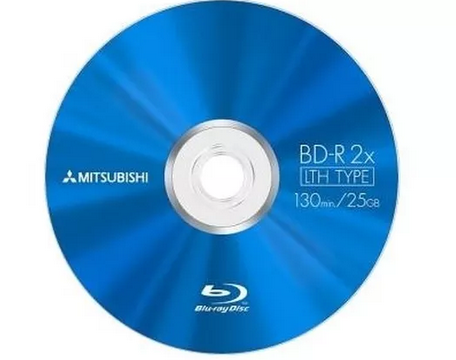 MITSUBISHI
BD-R 2x
LTH TYPE
130min./25GB
Blu-ray Disc